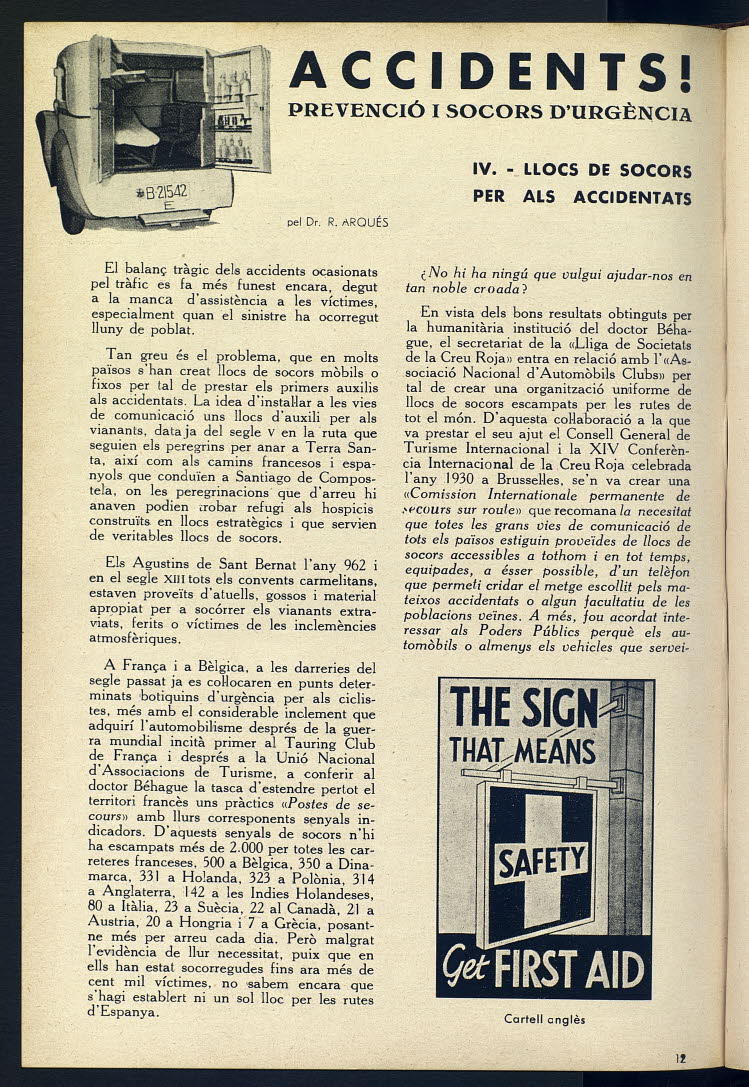 ACCIDENTS!
PREVENCIÓ I SOCORS D'URGÈNCIA
IV. - LLOCS DE SOCORS
PER ALS ACCIDENTATS
B-21542
E
pel Dr. R. ARQUÉS
El balanç tràgic dels accidents ocasionats
pel tràfic es fa més funest encara, degut
a la manca d'assistència a les víctimes,
especialment quan el sinistre ha ocorregut
lluny de poblat.
Tan greu és el problema, que en molts
països s'han creat llocs de socors mòbils o
fixos per tal de prestar els primers auxilis
als accidentats. La idea d'instal·lar a les vies
de comunicació uns llocs d'auxili per als
vianants, data ja del segle V en la ruta que
seguien els peregrins per anar a Terra San-
ta, així com als camins francesos i espa-
nyols que conduïen a Santiago de Compos-
tela, on les peregrinacions que d'arreu hi
anaven podien trobar refugi als hospicis
construïts en llocs estratègics i que servien
de veritables llocs de socors.
Els Agustins de Sant Bernat l'any 962 i
en el segle XIII tots els convents carmelitans,
estaven proveïts d'atuells, gossos i material
apropiat per a socórrer els vianants extra-
viats, ferits o víctimes de les inclemències
atmosfèriques.
A França i a Bèlgica, a les darreries del
segle passat ja es col·locaren en punts deter-
minats botiquins d'urgència per als ciclis-
tes, més amb el considerable inclement que
adquirí l'automobilisme després de la guer-
ra mundial incità primer al Tauring Club
de França i després a la Unió Nacional
d'Associacions de Turisme, a conferir al
doctor Béhague la tasca d'estendre pertot el
territori francès uns pràctics «Postes de se-
cours» amb llurs corresponents senyals in-
dicadors. D'aquests senyals de socors n'hi
ha escampats més de 2.000 per totes les car-
reteres franceses, 500 a Bèlgica, 350 a Dina-
marca, 331 a Holanda, 323 a Polònia, 314
a Anglaterra, 142 a les Indies Holandeses,
80 a Itàlia, 23 a Suècia, 22 al Canadà, 21 a
Austria, 20 a Hongria i 7 a Grècia, posant-
ne més per arreu cada dia. Però malgrat
l'evidència de llur necessitat, puix que en
ells han estat socorregudes fins ara més de
cent mil víctimes, no sabem encara que
s'hagi establert ni un sol lloc per les rutes
d'Espanya.
¿No hi ha ningú que vulgui ajudar-nos en
tan noble croada?
En vista dels bons resultats obtinguts per
la humanitària institució del doctor Béha-
gue, el secretariat de la «Lliga de Societats
de la Creu Roja» entra en relació amb l'«As-
sociació Nacional d'Automòbils Clubs» per
tal de crear una organització uniforme de
llocs de socors escampats per les rutes de
tot el món. D'aquesta col·laboració a la que
va prestar el seu ajut el Consell General de
Turisme Internacional i la XIV Conferèn-
cia Internacional de la Creu Roja celebrada
l'any 1930 a Brussel·les, se'n va crear una
«Comission Internationale permanente de
secours sur route» que recomana la necesitat
que totes les grans vies de comunicació de
tots els països estiguin proveïdes de llocs de
socors accessibles a tothom i en tot temps,
equipades, a ésser possible, d'un telèfon
que permeti cridar el metge escollit pels ma-
teixos accidentats o algun facultatiu de les
poblacions veïnes. A més, fou acordat inte-
ressar als Poders Públics perquè els au-
tomòbils o almenys els vehicles que servei-
THE SIGN
THAT MEANS
SAFETY
Get FIRST AID
Cartell anglès
12